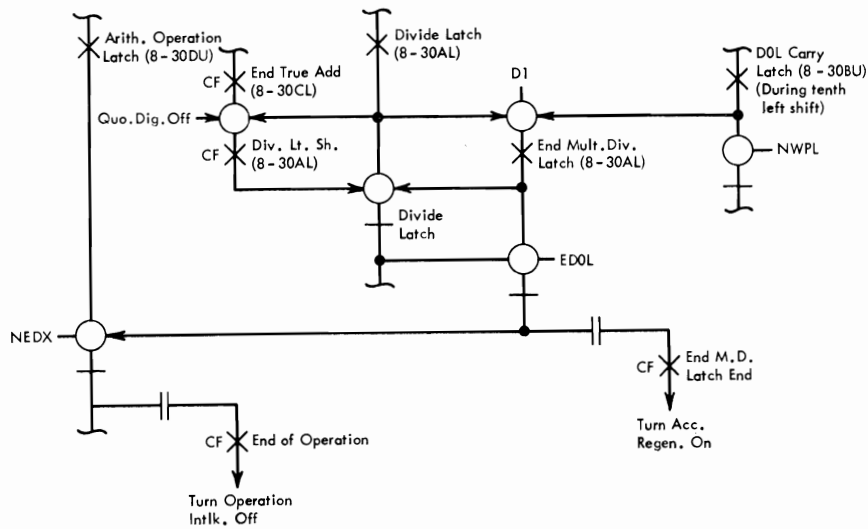 Arith. Operation
Latch (8-30DU)
Divide Latch
(8-30AL)
D0L Carry
Latch (8-30BU)
(During tenth
left shift)
CF
End True Add
(8-30CL)
D1
Quo.Dig.Off
CF
Div. Lt. Sh.
(8-30AL)
End Mult.Div.
Latch (8-30AL)
NWPL
Divide
Latch
ED0L
NEDX
CF
End M.D.
Latch End
Turn Acc.
Regen. On
CF
End of Operation
Turn Operation
Intlk. Off